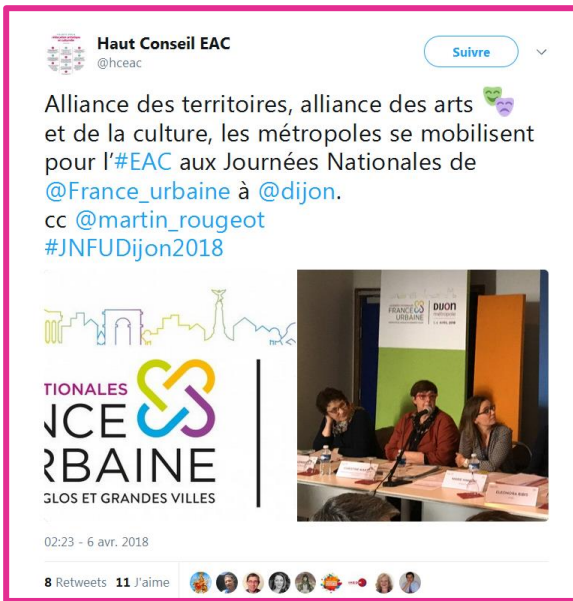 Haut Conseil EAC
@hceac
Suivre
Alliance des territoires, alliance des arts
et de la culture, les métropoles se mobilisent
pour l'#EAC aux Journées Nationales de
@France_urbaine à @dijon.
cc @martin_rougeot
#JNFUDijon2018
TIONALES
NCE
RBAINE
GLOS ET GRANDES VILLES
FRANCE
URBAINE
DIJON
métropole
02:23 - 6 avr. 2018
8 Retweets 11 J'aime